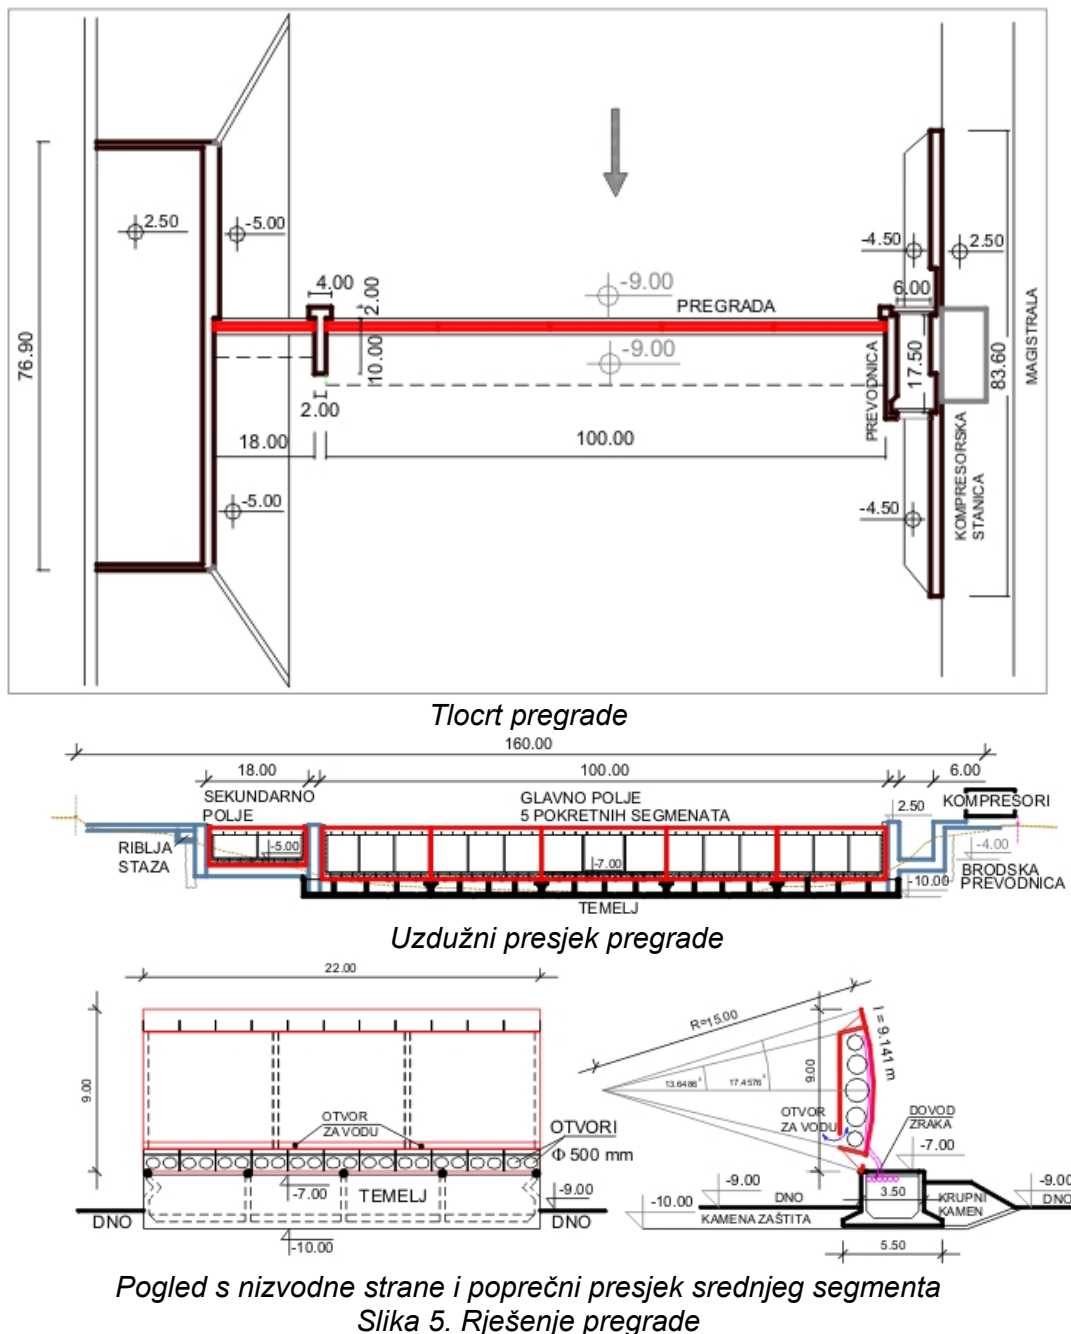 2.50
-5.00
4.00
2.00
-9.00
PREGRADA
-4.50
2.50
6.00
76.90
10.00
-9.00
PREVODNICA
17.50
83.60
MAGISTRALA
2.00
18.00
100.00
KOMPRESORSKA
STANICA
-5.00
-4.50
Tlocrt pregrade
160.00
18.00
100.00
6.00
SEKUNDARNO
POLJE
GLAVNO POLJE
5 POKRETNIH SEGMENATA
2.50
KOMPRESORI
RIBLJA
STAZA
-5.00
-7.00
-4.00
BRODSKA
PREVODNICA
-10.00
TEMELJ
Uzdužni presjek pregrade
22.00
9.00
OTVOR
ZA VODU
OTVORI
Φ 500 mm
-7.00
TEMELJ
-9.00
DNO
DNO
-10.00
R=15.00
l = 9.141 m
13.6486°
17.4576°
9.00
OTVOR
ZA VODU
DOVOD
ZRAKA
-7.00
-9.00
-10.00
DNO
3.50
KRUPNI
KAMEN
-9.00
DNO
KAMENA ZAŠTITA
5.50
Pogled s nizvodne strane i poprečni presjek srednjeg segmenta
Slika 5. Rješenje pregrade